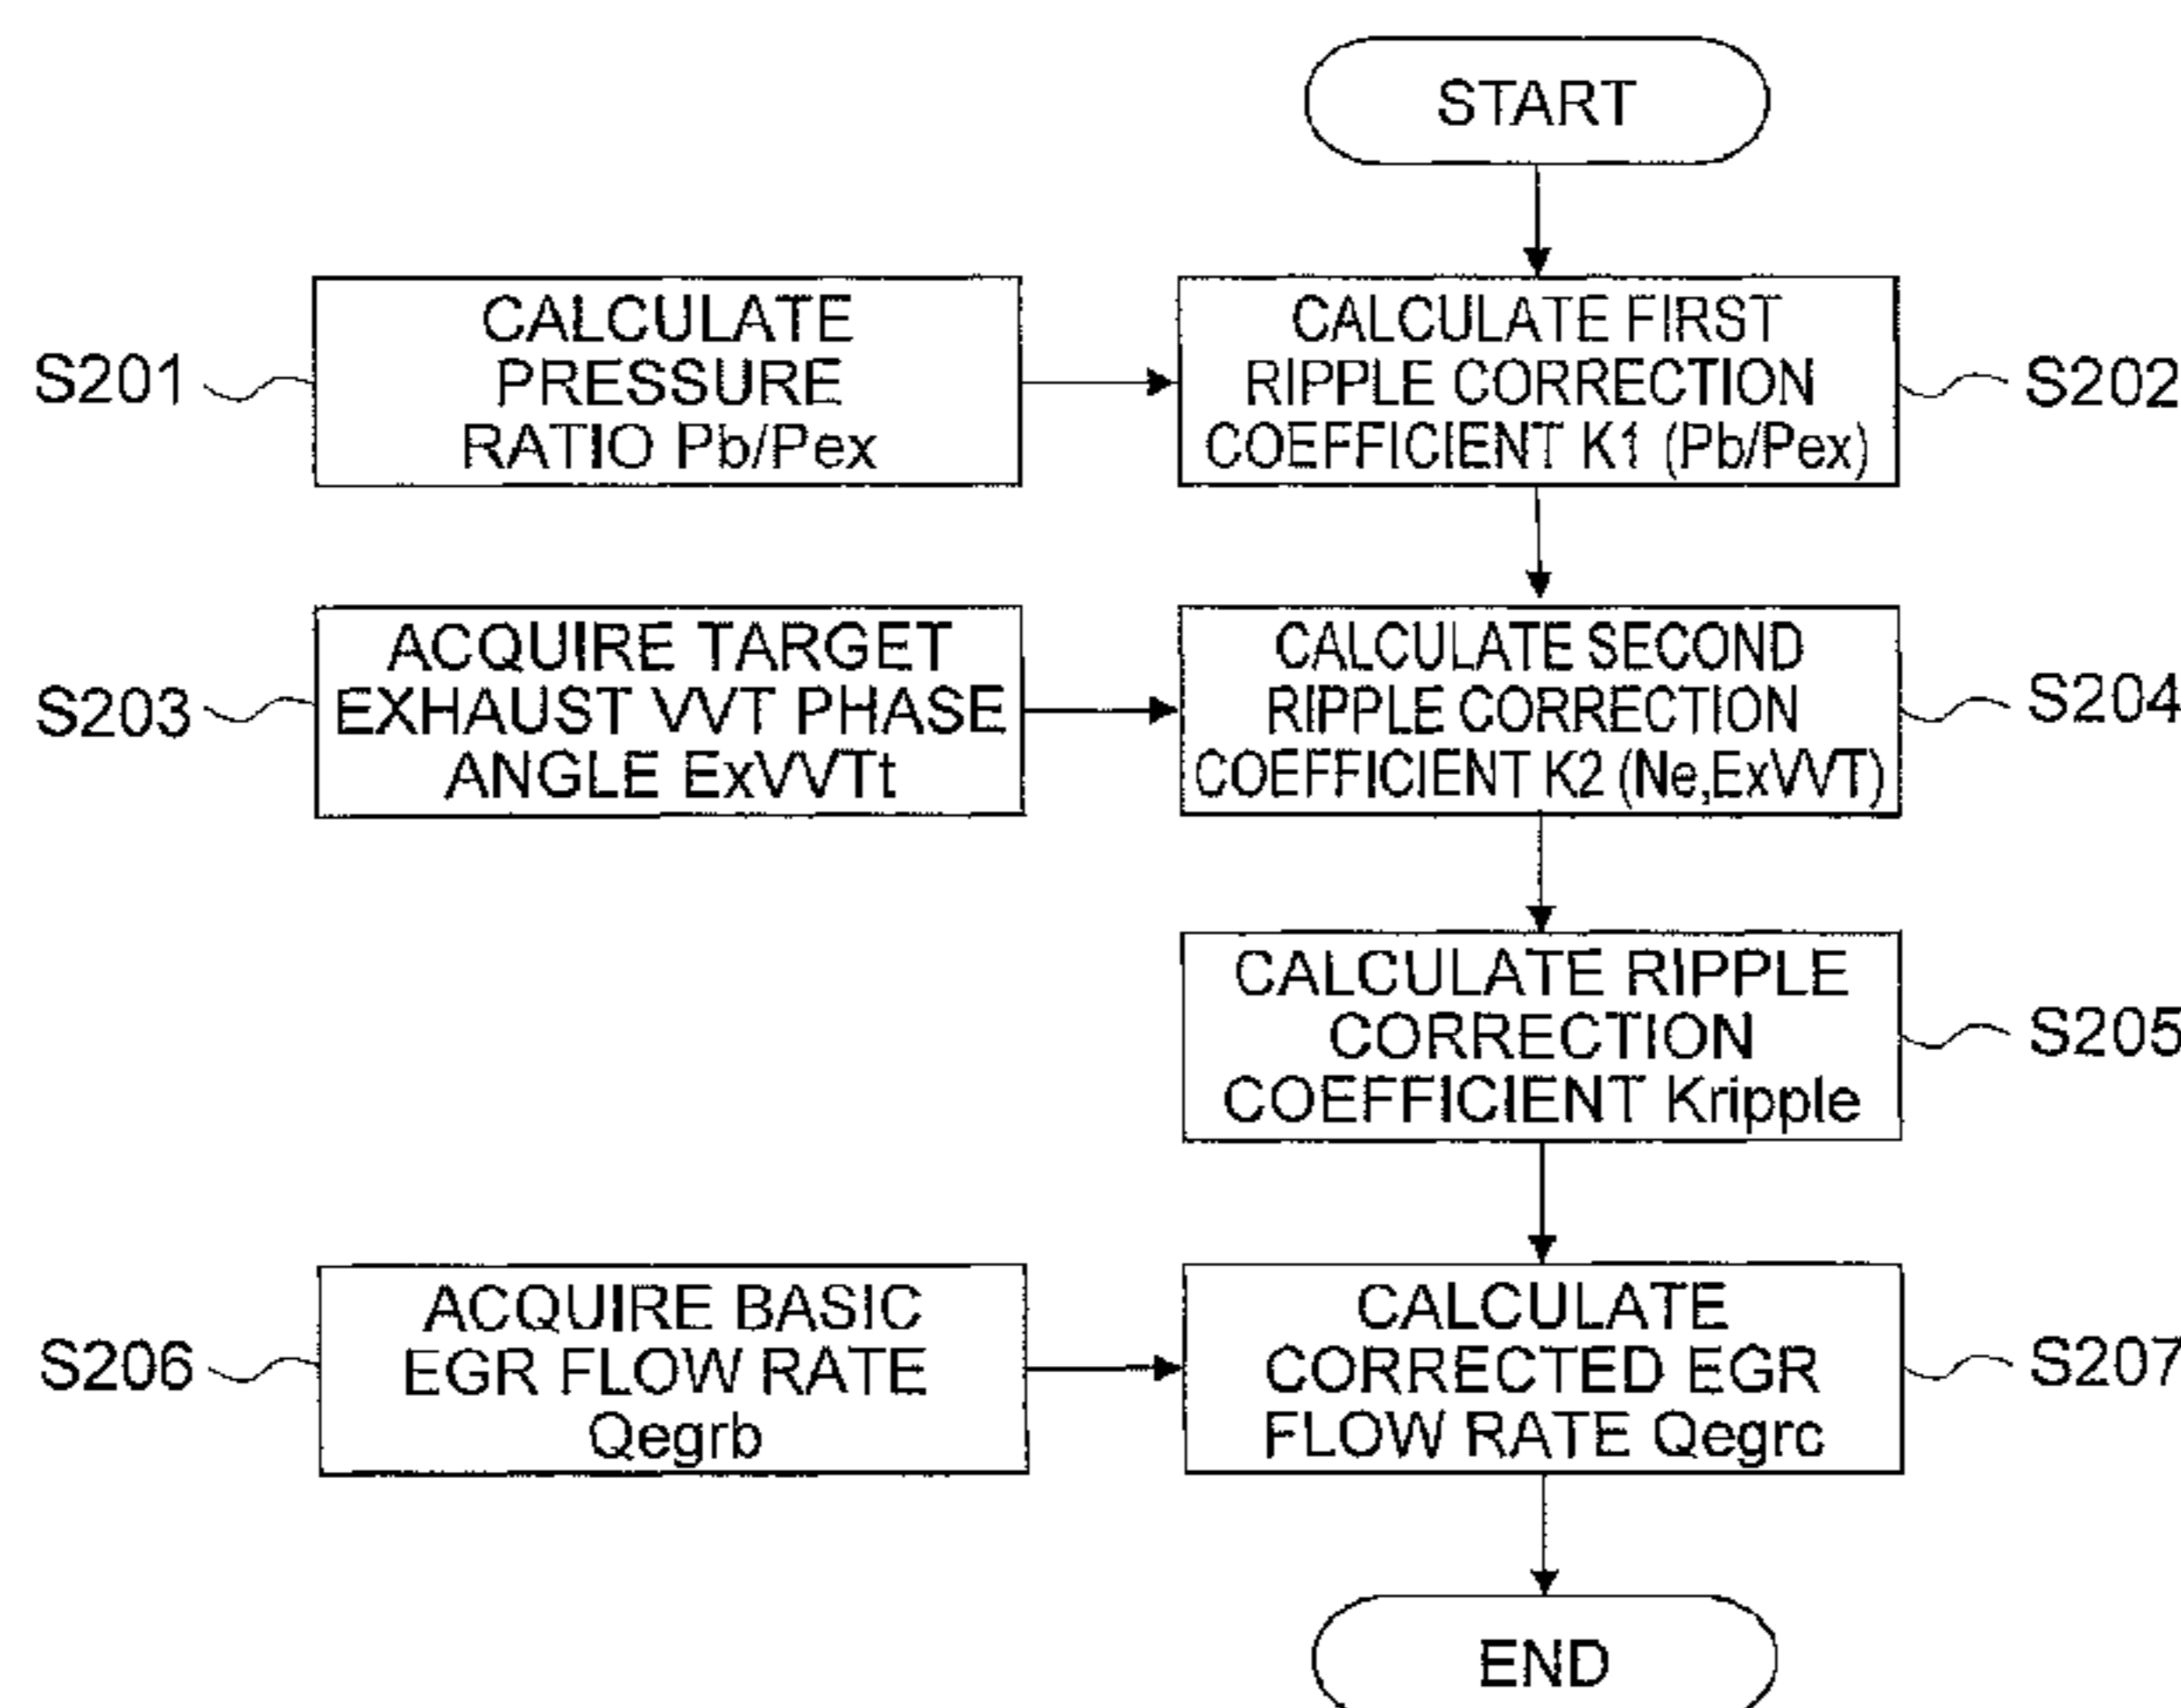 START
S201
CALCULATE
PRESSURE
RATIO Pb/Pex
CALCULATE FIRST
RIPPLE CORRECTION
COEFFICIENT K1 (Pb/Pex)
S202
S203
ACQUIRE TARGET
EXHAUST VVT PHASE
ANGLE ExVVTt
CALCULATE SECOND
RIPPLE CORRECTION
COEFFICIENT K2 (Ne,ExVVT)
S204
CALCULATE RIPPLE
CORRECTION
COEFFICIENT Kripple
S205
S206
ACQUIRE BASIC
EGR FLOW RATE
Qegrb
CALCULATE
CORRECTED EGR
FLOW RATE Qegrc
S207
END